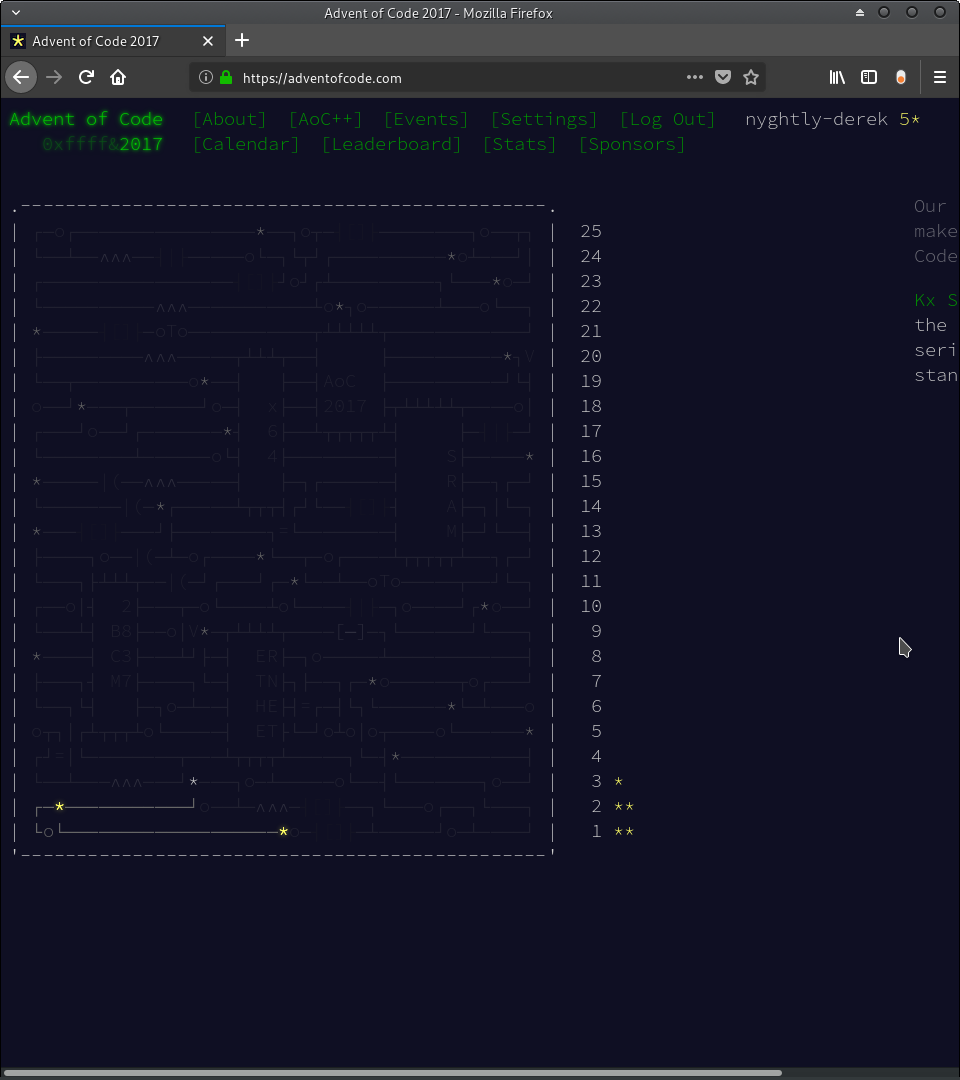 Advent of Code 2017 - Mozilla Firefox
Advent of Code 2017
https://adventofcode.com
Advent of Code [About] [AoC++] [Events] [Settings] [Log Out] nyghtly-derek 5*
0xffff&2017 [Calendar] [Leaderboard] [Stats] [Sponsors]
25
24
23
22
21
20
AoC 19
x 2017 18
6 17
4 S 16
R 15
A 14
M 13
12
11
2 10
B8 9
C3 ER 8
M7 TN 7
HE 6
ET 5
4
3 *
2 **
1 **
Our
make
Code
Kx S
the
seri
stan